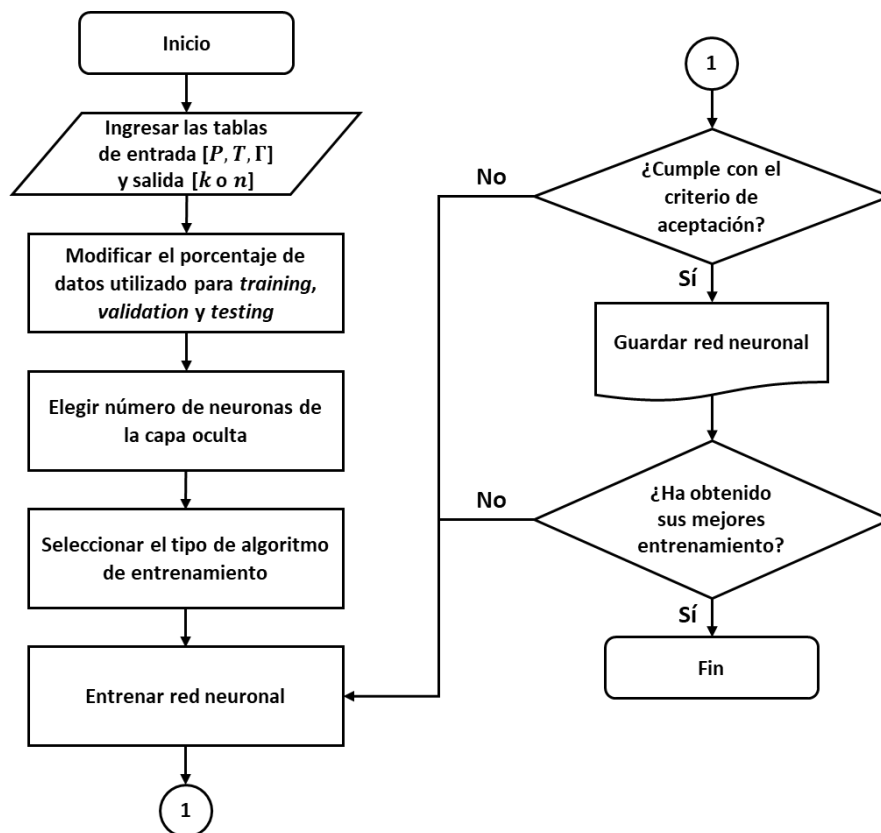 Inicio
Ingresar las tablas
de entrada [P, T, Γ]
y salida [k o n]
Modificar el porcentaje de
datos utilizado para training,
validation y testing
Elegir número de neuronas de
la capa oculta
Seleccionar el tipo de algoritmo
de entrenamiento
Entrenar red neuronal
1
1
¿Cumple con el
criterio de
aceptación?
No
Sí
Guardar red neuronal
¿Ha obtenido
sus mejores
entrenamiento?
No
Sí
Fin